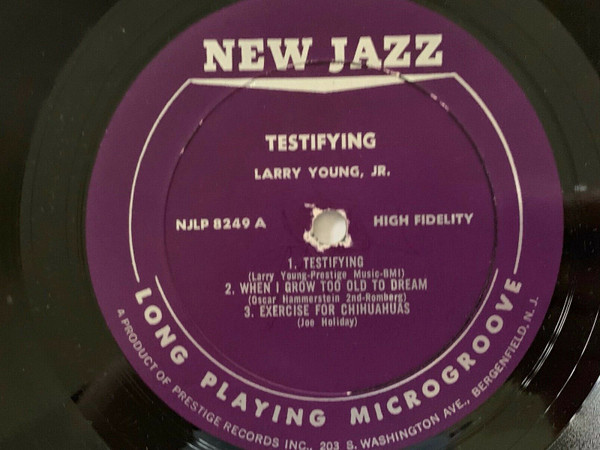 NEW JAZZ
TESTIFYING
LARRY YOUNG, JR.
NJLP 8249 A
HIGH FIDELITY
1. TESTIFYING
(Larry Young-Prestige Music-BMI)
2. WHEN I GROW TOO OLD TO DREAM
(Oscar Hammerstein 2nd-Romberg)
3. EXERCISE FOR CHIHUAHUAS
(Joe Holiday)
LONG PLAYING MICROGROOVE
A PRODUCT OF PRESTIGE RECORDS INC., 203 S. WASHINGTON AVE., BERGENFIELD, N. J.